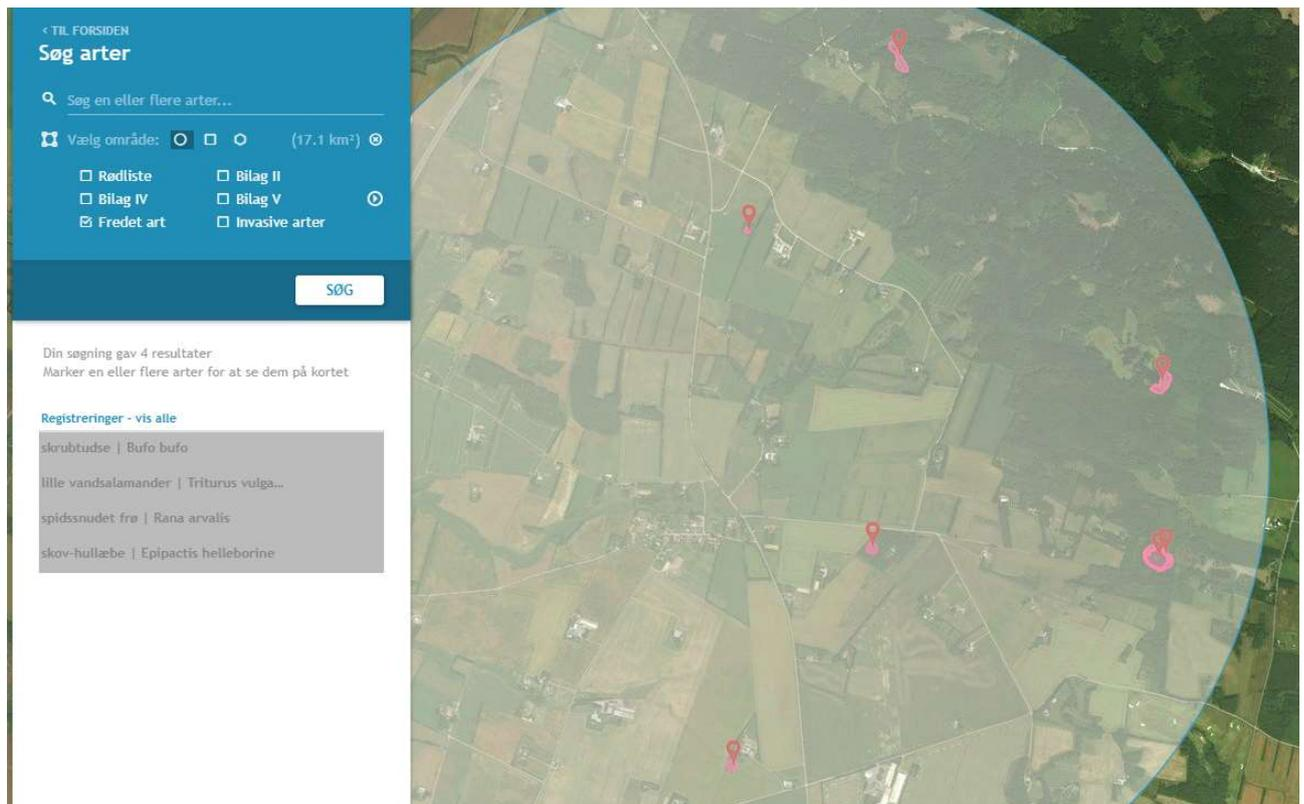 < TIL FORSIDEN
Søg arter
Søg en eller flere arter...
Vælg område: (17.1 km²)
Rødliste Bilag II
Bilag IV Bilag V
Fredet art Invasive arter
SØG
Din søgning gav 4 resultater
Marker en eller flere arter for at se dem på kortet
Registreringer - vis alle
skrubtudse | Bufo bufo
lille vandsalamander | Triturus vulga...
spidssnudet frø | Rana arvalis
skov-hullæbe | Epipactis helleborine